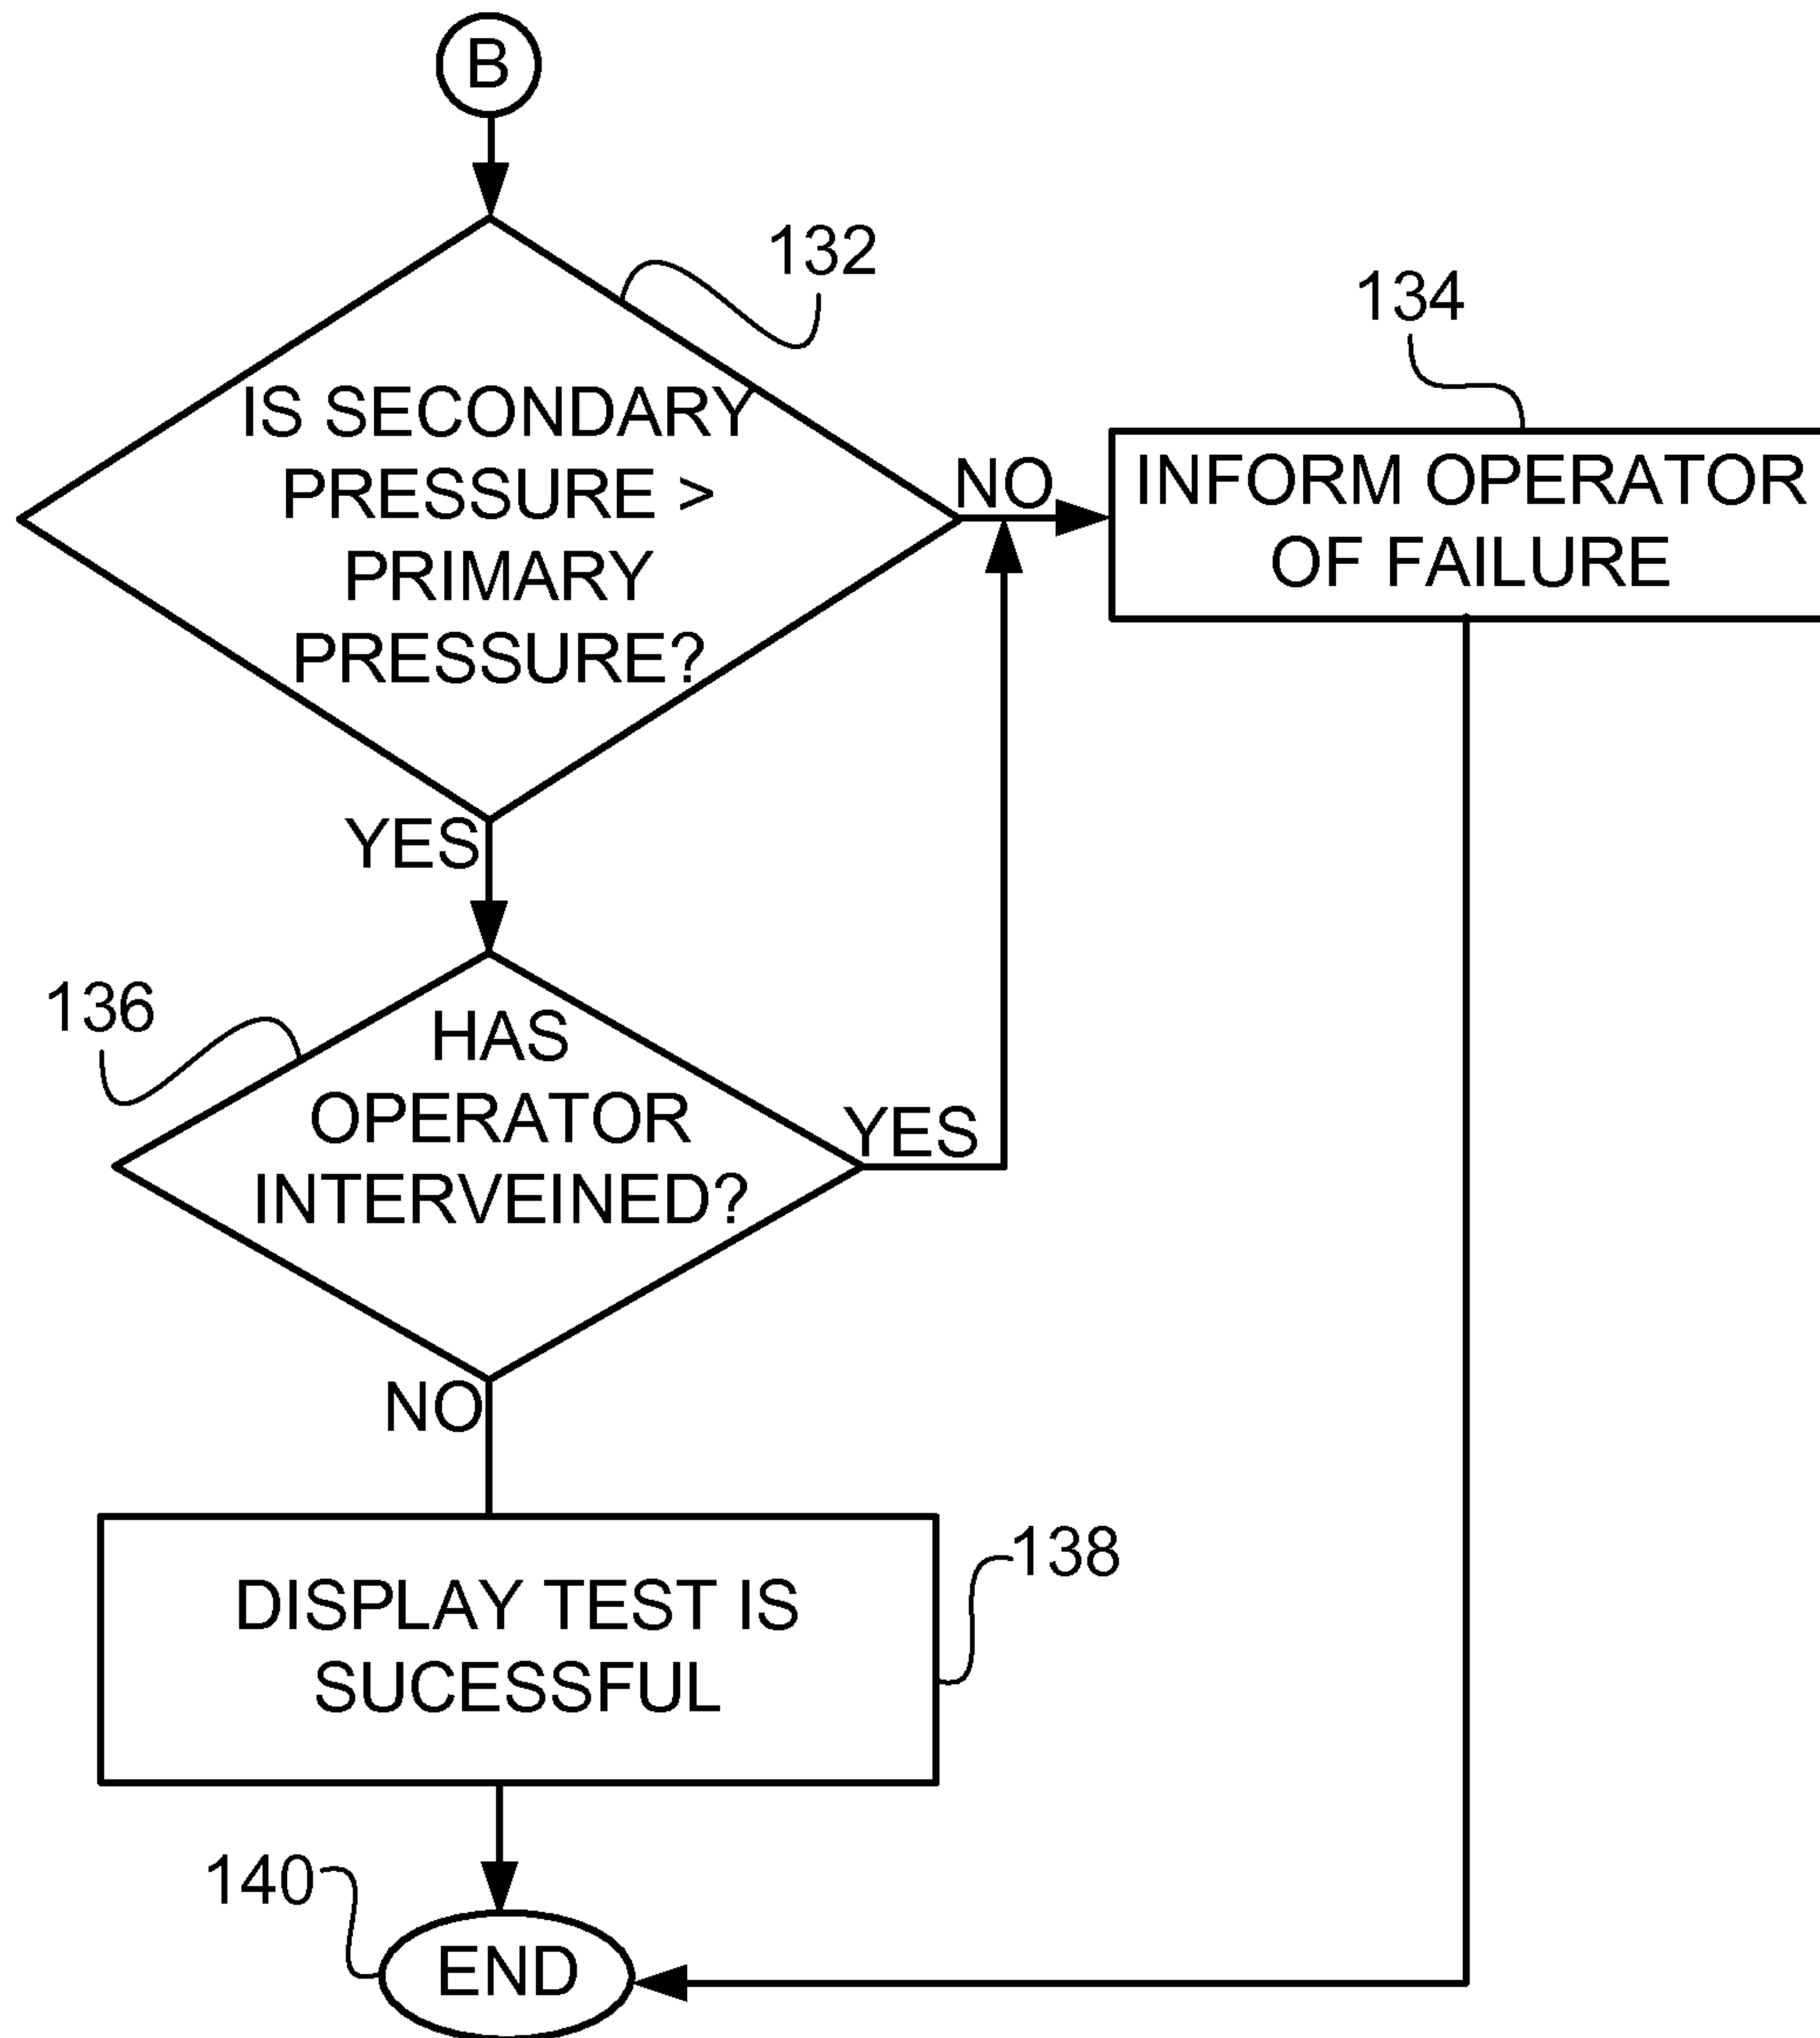 B
132
IS SECONDARY
PRESSURE >
PRIMARY
PRESSURE?
NO
134
INFORM OPERATOR
OF FAILURE
YES
136
HAS
OPERATOR
INTERVEINED?
YES
NO
138
DISPLAY TEST IS
SUCESSFUL
140
END